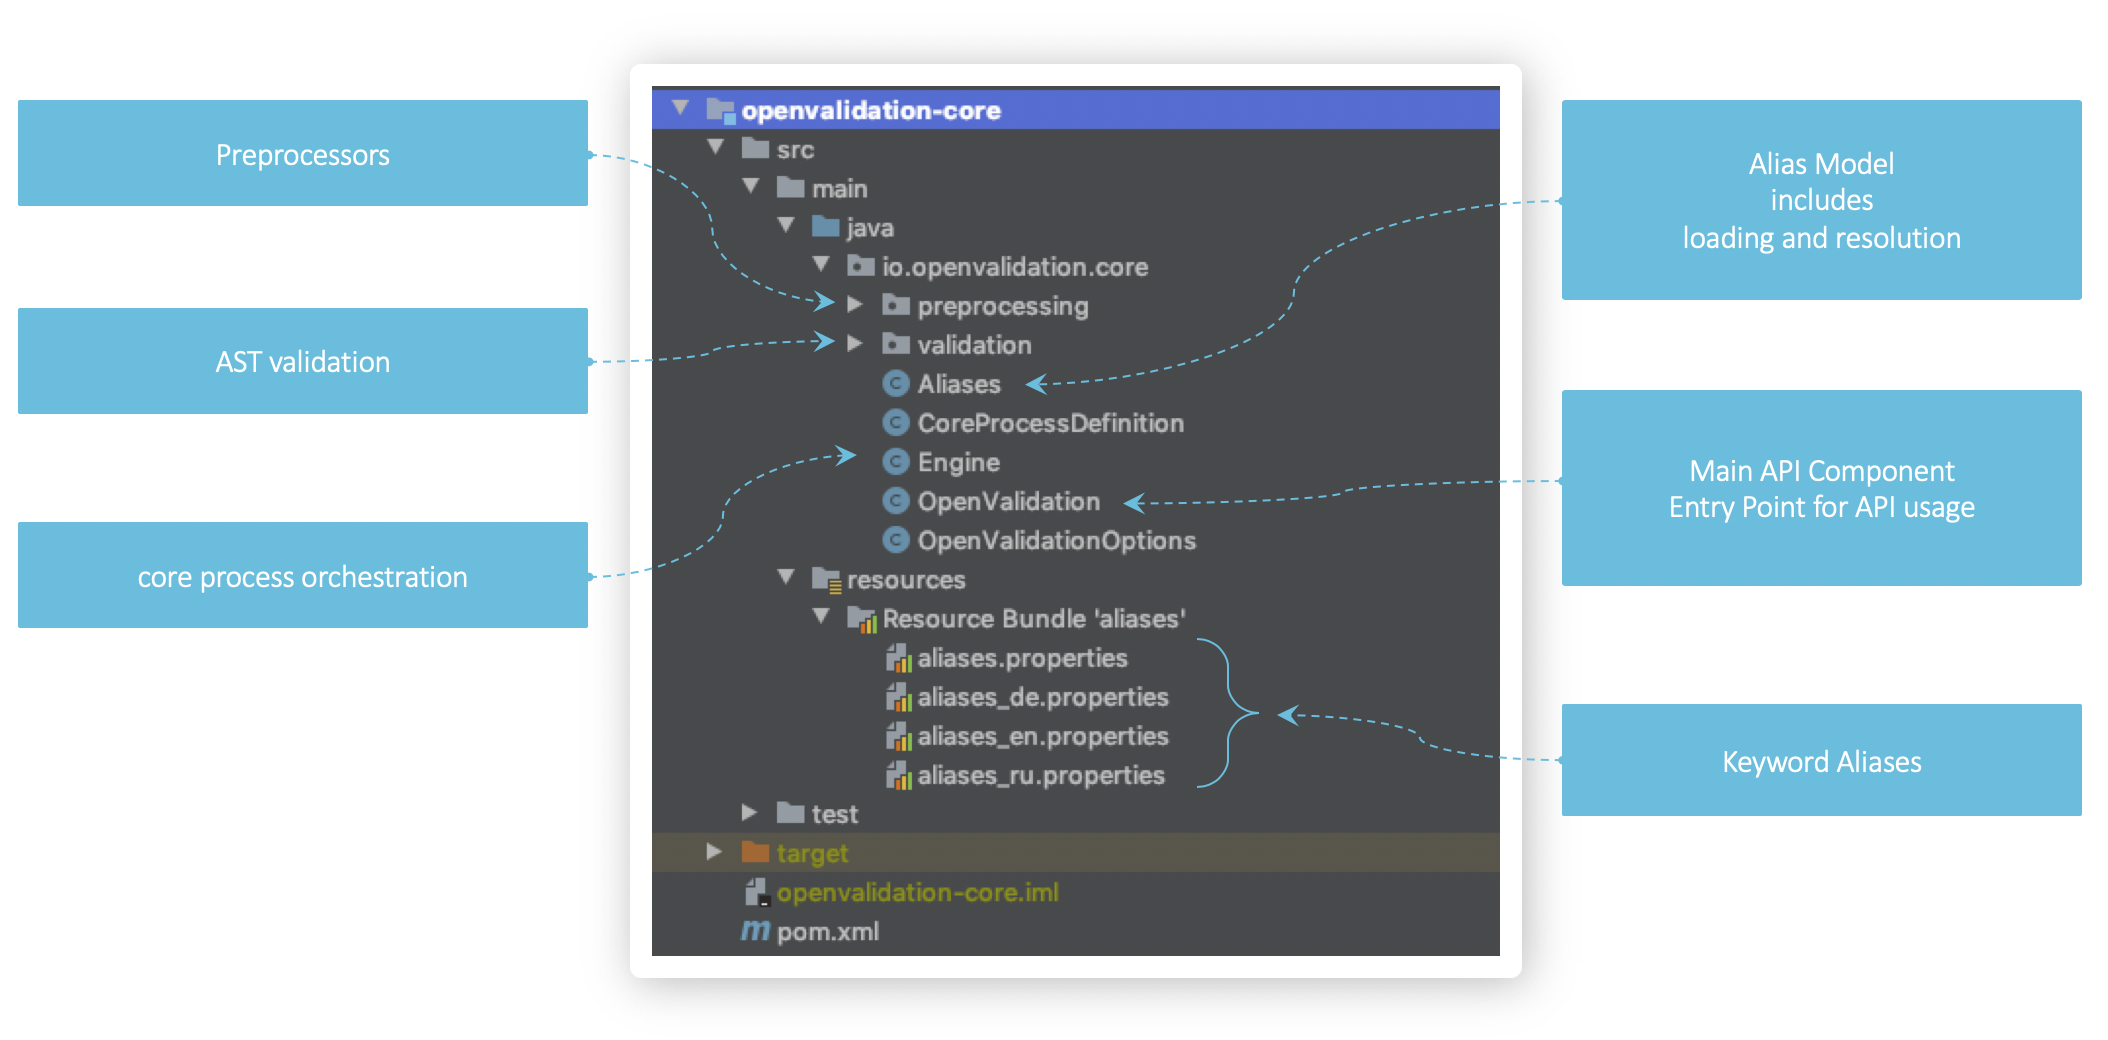 Preprocessors
AST validation
core process orchestration
openvalidation-core
src
main
java
io.openvalidation.core
preprocessing
validation
Aliases
CoreProcessDefinition
Engine
OpenValidation
OpenValidationOptions
resources
Resource Bundle 'aliases'
aliases.properties
aliases_de.properties
aliases_en.properties
aliases_ru.properties
test
target
openvalidation-core.iml
pom.xml
Alias Model
includes
loading and resolution
Main API Component
Entry Point for API usage
Keyword Aliases